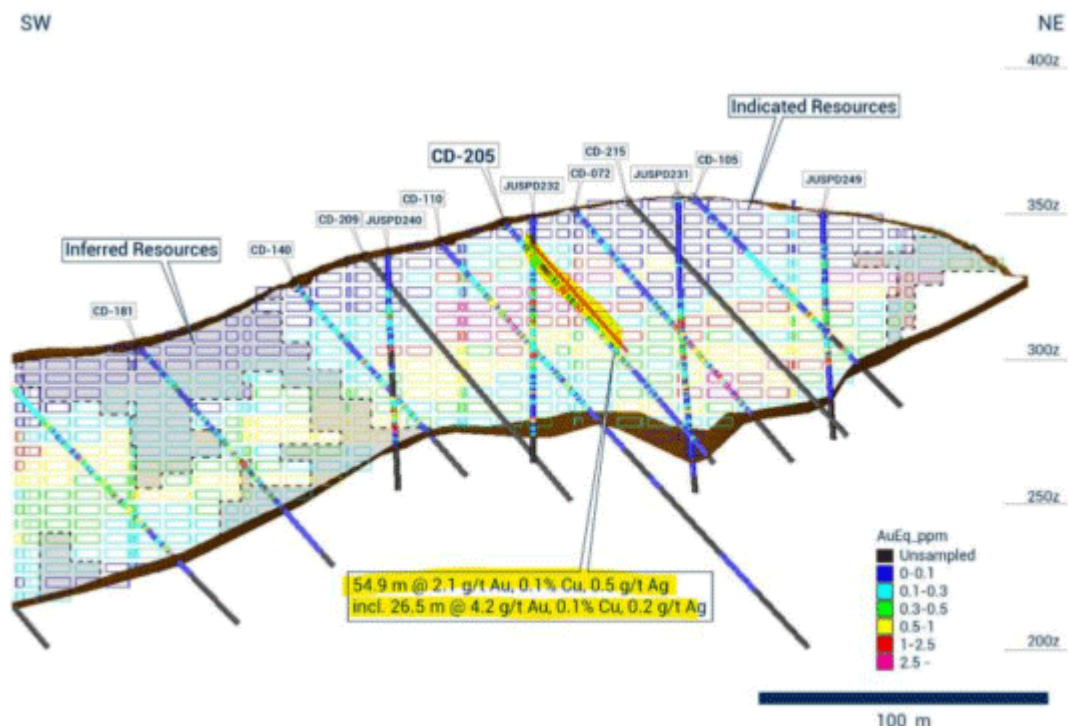 SW
NE
400z
Indicated Resources
CD-205
CD-215
CD-105
JUSPD232
CD-072
JUSPD231
JUSPD249
CD-110
350z
CD-209
JUSPD240
Inferred Resources
CD-140
CD-181
300z
250z
AuEq_ppm
Unsampled
0-0.1
0.1-0.3
0.3-0.5
0.5-1
1-2.5
2.5 -
54.9 m @ 2.1 g/t Au, 0.1% Cu, 0.5 g/t Ag
incl. 26.5 m @ 4.2 g/t Au, 0.1% Cu, 0.2 g/t Ag
200z
100 m